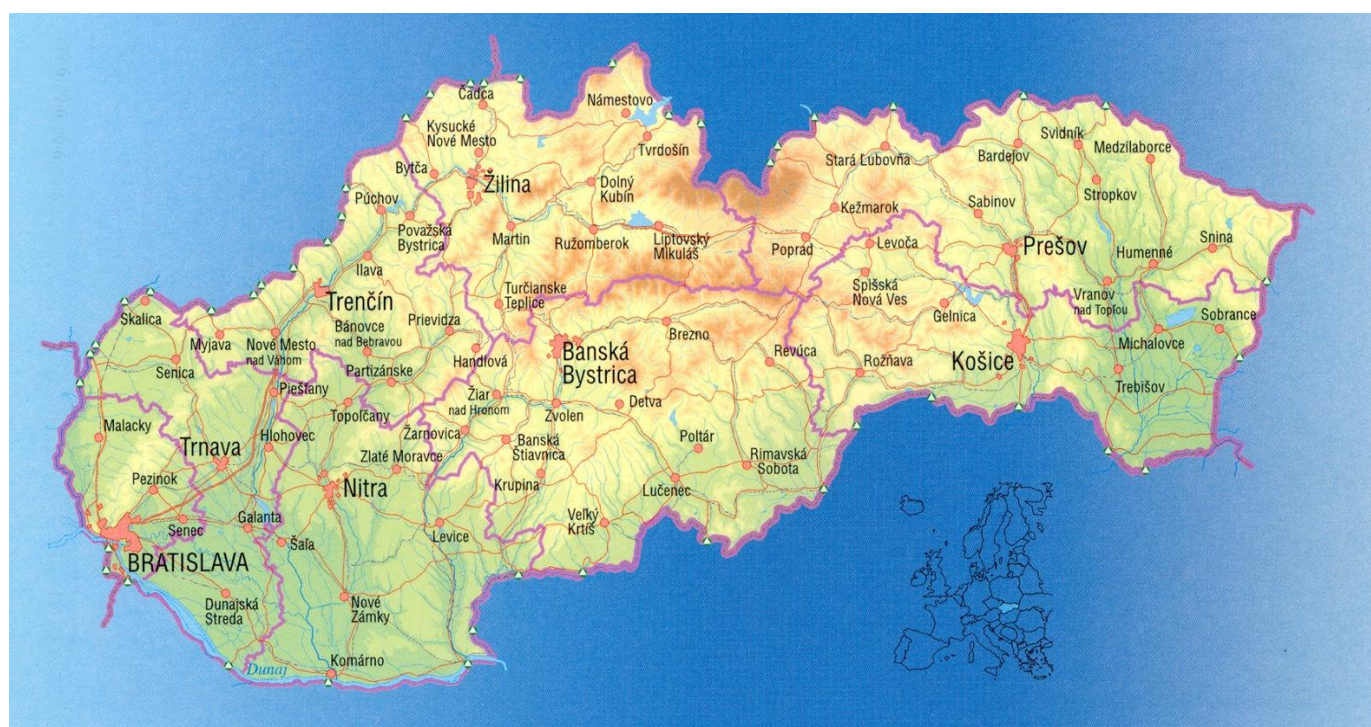 Čadca
Námestovo
Kysucké
Nové Mesto
Tvrdošín
Svidník
Medzilaborce
Bardejov
Stará Ľubovňa
Bytča
Žilina
Dolný
Kubín
Stropkov
Púchov
Kežmarok
Sabinov
Považská
Bystrica
Martin
Ružomberok
Liptovský
Mikuláš
Poprad
Levoča
Prešov
Humenné
Snina
Ilava
Spišská
Nová Ves
Trenčín
Turčianske
Teplice
Gelnica
Vranov
nad Topľou
Skalica
Bánovce
nad Bebravou
Prievidza
Brezno
Sobrance
Myjava
Nové Mesto
nad Váhom
Handlová
Banská
Bystrica
Revúca
Rožňava
Košice
Michalovce
Senica
Partizánske
Trebišov
Piešťany
Žiar
nad Hronom
Topoľčany
Zvolen
Detva
Malacky
Hlohovec
Žarnovica
Trnava
Zlaté Moravce
Banská
Štiavnica
Poltár
Rimavská
Sobota
Pezinok
Nitra
Krupina
Lučenec
Senec
Galanta
Šaľa
Levice
Veľký
Krtíš
BRATISLAVA
Dunajská
Streda
Nové
Zámky
Komárno
Dunaj